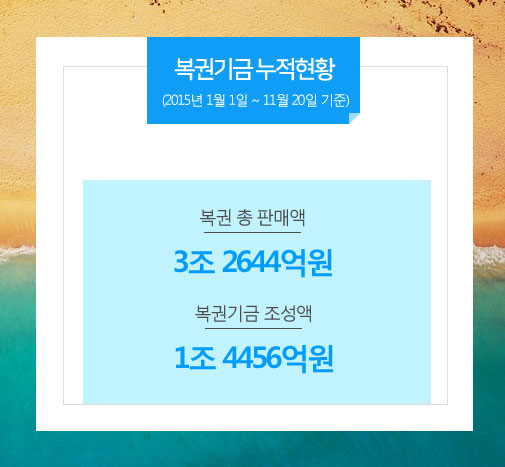 복권기금 누적현황
(2015년 1월 1일 ~ 11월 20일 기준)
복권 총 판매액
3조 2644억원
복권기금 조성액
1조 4456억원